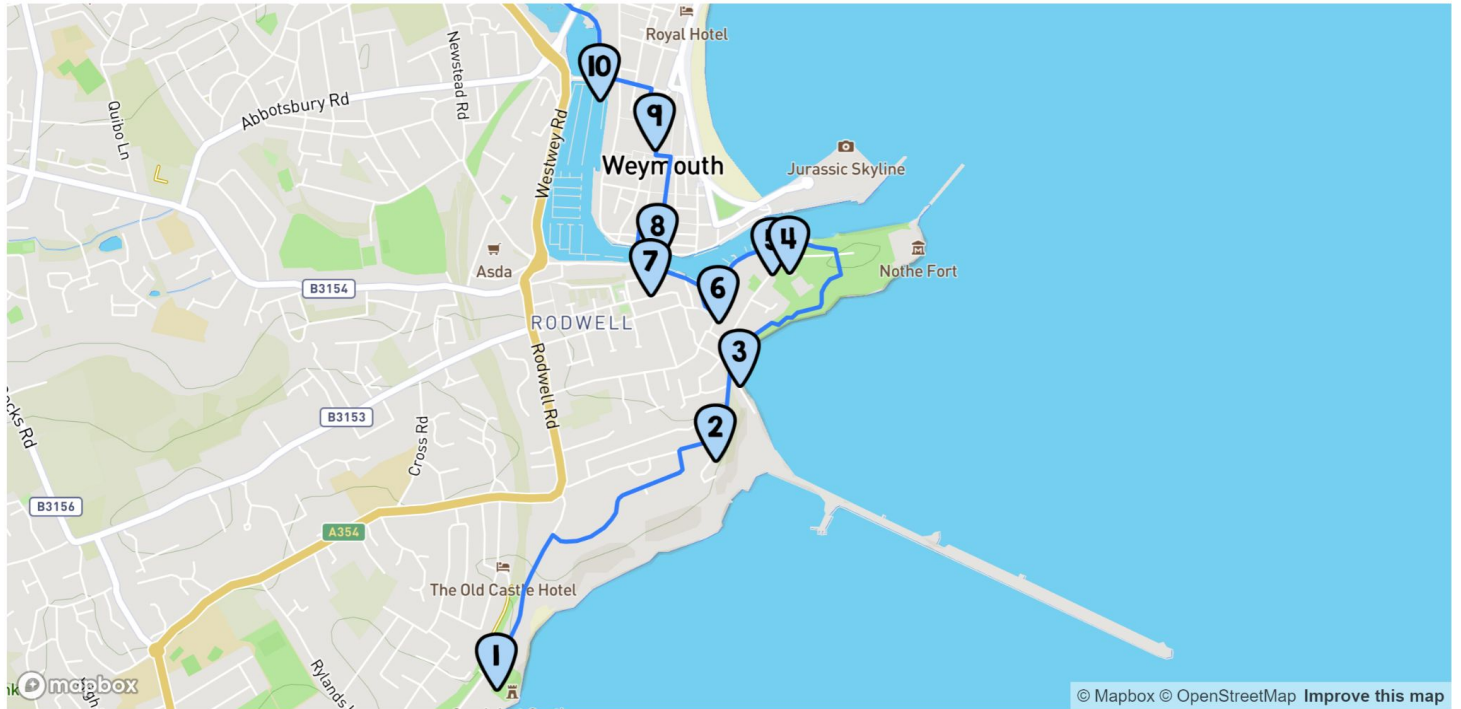 Royal Hotel
Newstead Rd
10
Quibo Ln
Abbotsbury Rd
9
Westwey Rd
Weymouth
Jurassic Skyline
8
5
4
7
Asda
Nothe Fort
B3154
6
RODWELL
3
Rodwell Rd
B3153
Cross Rd
2
B3156
A354
The Old Castle Hotel
1
Rylands
mapbox
© Mapbox © OpenStreetMap Improve this map